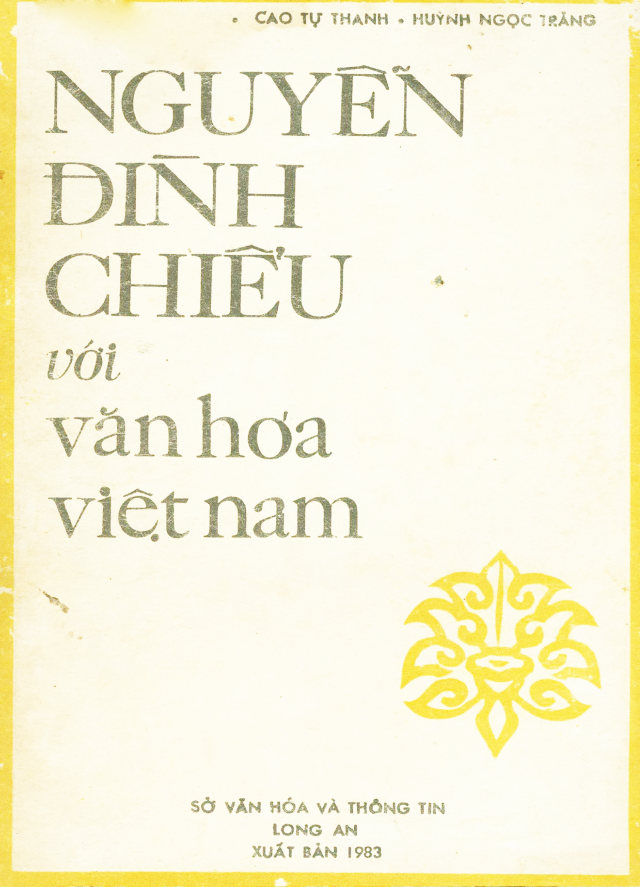 • CAO TỰ THANH • HUỲNH NGỌC TRẢNG
NGUYỄN
ĐÌNH
CHIỂU
với
văn hóa
việt nam
SỞ VĂN HÓA VÀ THÔNG TIN
LONG AN
XUẤT BẢN 1983